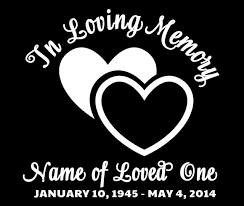 In Loving Memory
Name of Loved One
JANUARY 10, 1945 - MAY 4, 2014